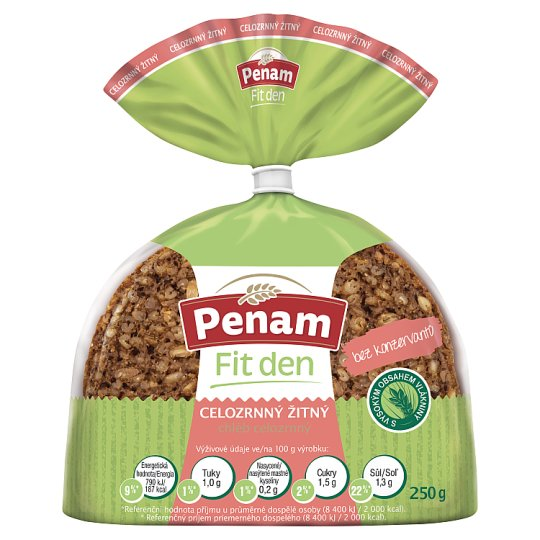 CELOZRNNÝ ŽITNÝ CELOZRNNÝ ŽITNÝ CELOZRNNÝ ŽITNÝ CELOZRNNÝ ŽITNÝ CELOZRNNÝ ŽITNÝ
Penam
Fit den
Penam
Fit den
bez konzervantů
S VYSOKÝM OBSAHEM VLÁKNINY
CELOZRNNÝ ŽITNÝ
chléb celozrnný
Výživové údaje ve/na 100 g výrobku:
Energetická
hodnota/Energia
790 kJ/
187 kcal
9%*
Tuky
1,0 g
1%*
Nasycené/
nasýtené mastné
kyseliny
0,2 g
1%*
Cukry
1,5 g
2%*
Sůl/Soľ
1,3 g
22%*
250 g
*Referenční hodnota příjmu u průměrné dospělé osoby (8 400 kJ / 2 000 kcal).
* Referenčný príjem priemerného dospelého (8 400 kJ / 2 000 kcal).